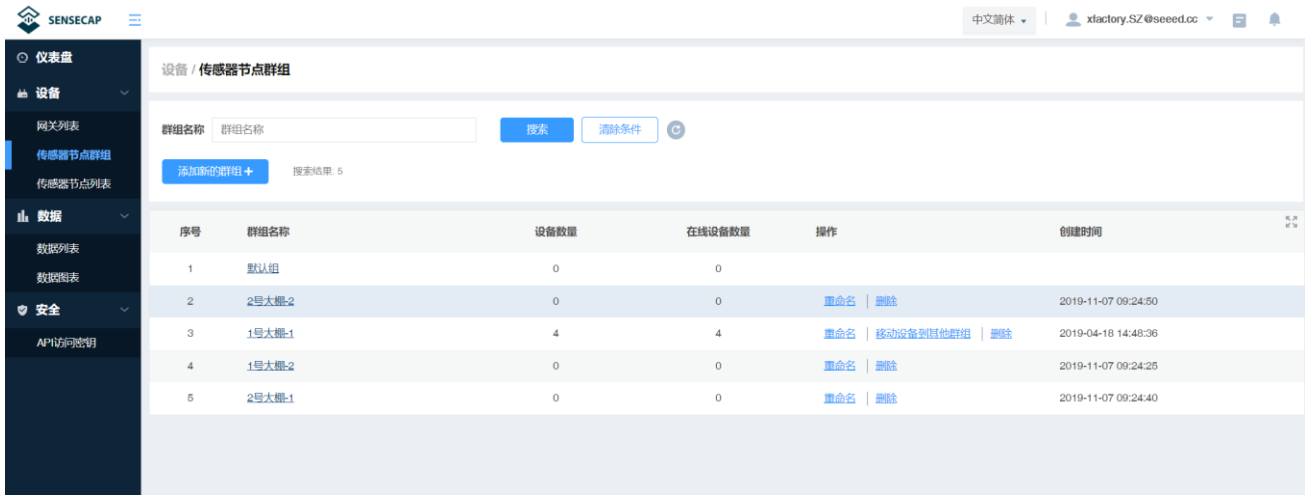 SENSECAP
中文简体
xfactory.SZ@seeed.cc
仪表盘
设备
网关列表
传感器节点群组
传感器节点列表
数据
数据列表
数据图表
安全
API访问密钥
设备 / 传感器节点群组
群组名称 群组名称 搜索 清除条件
添加新的群组+ 搜索结果: 5
序号 群组名称 设备数量 在线设备数量 操作 创建时间
1 默认组 0 0
2 2号大棚-2 0 0 重命名 | 删除 2019-11-07 09:24:50
3 1号大棚-1 4 4 重命名 | 移动设备到其他群组 | 删除 2019-04-18 14:48:36
4 1号大棚-2 0 0 重命名 | 删除 2019-11-07 09:24:25
5 2号大棚-1 0 0 重命名 | 删除 2019-11-07 09:24:40